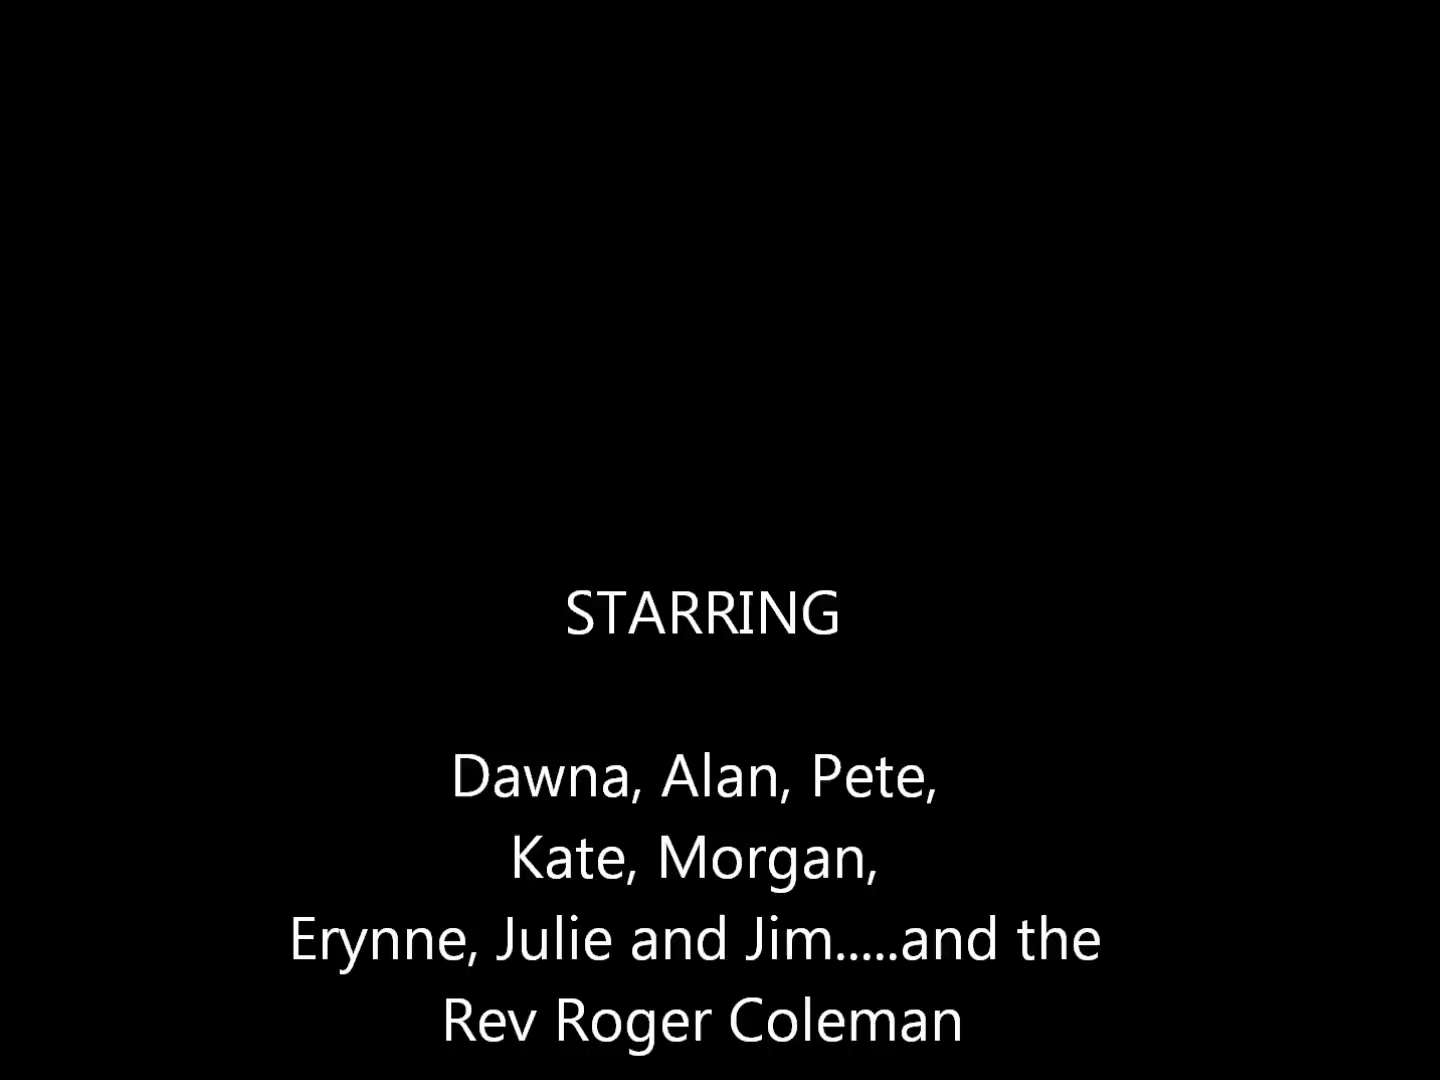 STARRING
Dawna, Alan, Pete,
Kate, Morgan,
Erynne, Julie and Jim.....and the
Rev Roger Coleman